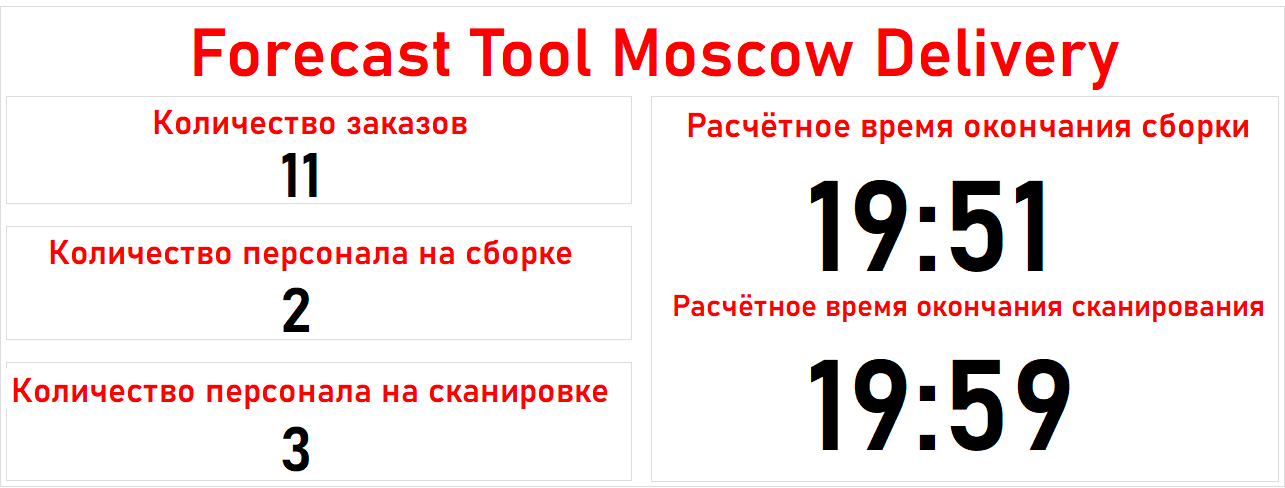 Forecast Tool Moscow Delivery
Количество заказов
11
Количество персонала на сборке
2
Количество персонала на сканировке
3
Расчётное время окончания сборки
19:51
Расчётное время окончания сканирования
19:59